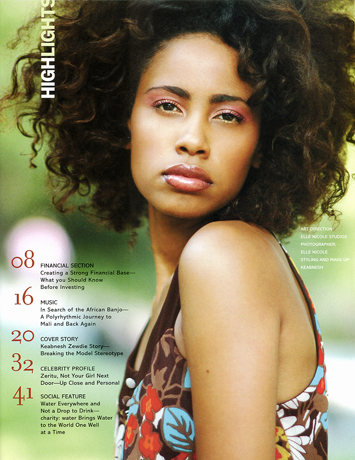 HIGHLIGHTS
ART DIRECTION
ELLE NICOLE STUDIOS
PHOTOGRAPHER
ELLE NICOLE
STYLING AND MAKE UP
KEABNESH
08 FINANCIAL SECTION
Creating a Strong Financial Base—
What you Should Know
Before Investing
16 MUSIC
In Search of the African Banjo—
A Polyrhythmic Journey to
Mali and Back Again
20 COVER STORY
Keabnesh Zewdie Story—
Breaking the Model Stereotype
32 CELEBRITY PROFILE
Zeritu, Not Your Girl Next
Door—Up Close and Personal
41 SOCIAL FEATURE
Water Everywhere and
Not a Drop to Drink—
charity: water Brings Water
to the World One Well
at a Time